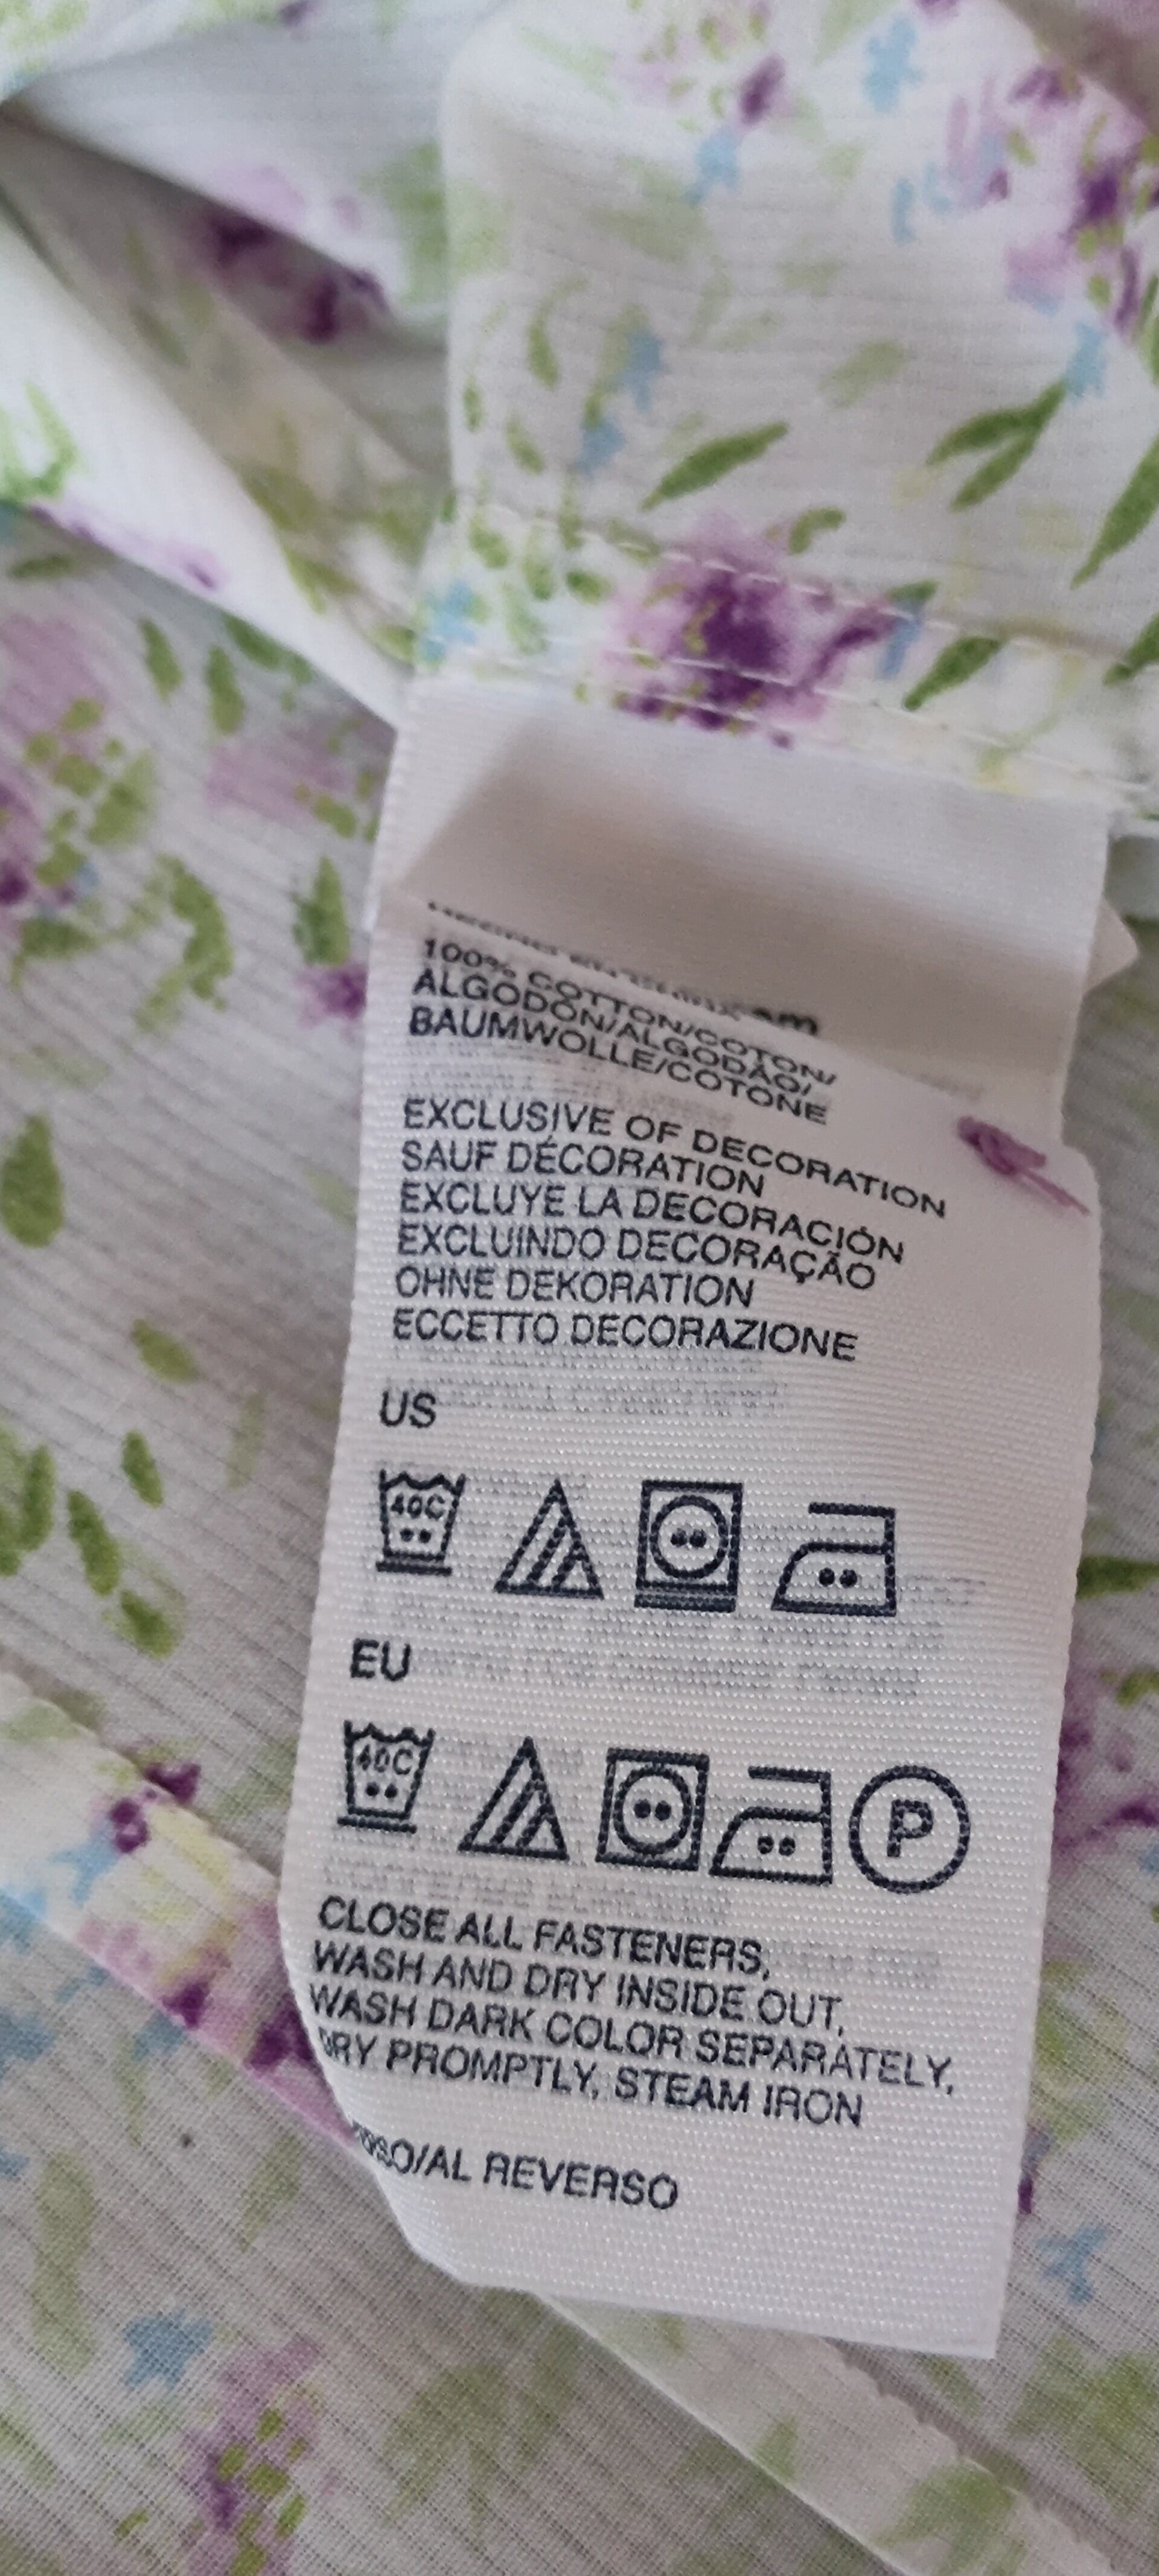 100% COTTON/COTON/
ALGODÓN/ALGODÃO/
BAUMWOLLE/COTONE
EXCLUSIVE OF DECORATION
SAUF DÉCORATION
EXCLUYE LA DECORACIÓN
EXCLUINDO DECORAÇÃO
OHNE DEKORATION
ECCETTO DECORAZIONE
US
40C
EU
40C
P
CLOSE ALL FASTENERS,
WASH AND DRY INSIDE OUT,
WASH DARK COLOR SEPARATELY,
DRY PROMPTLY, STEAM IRON
/AL REVERSO